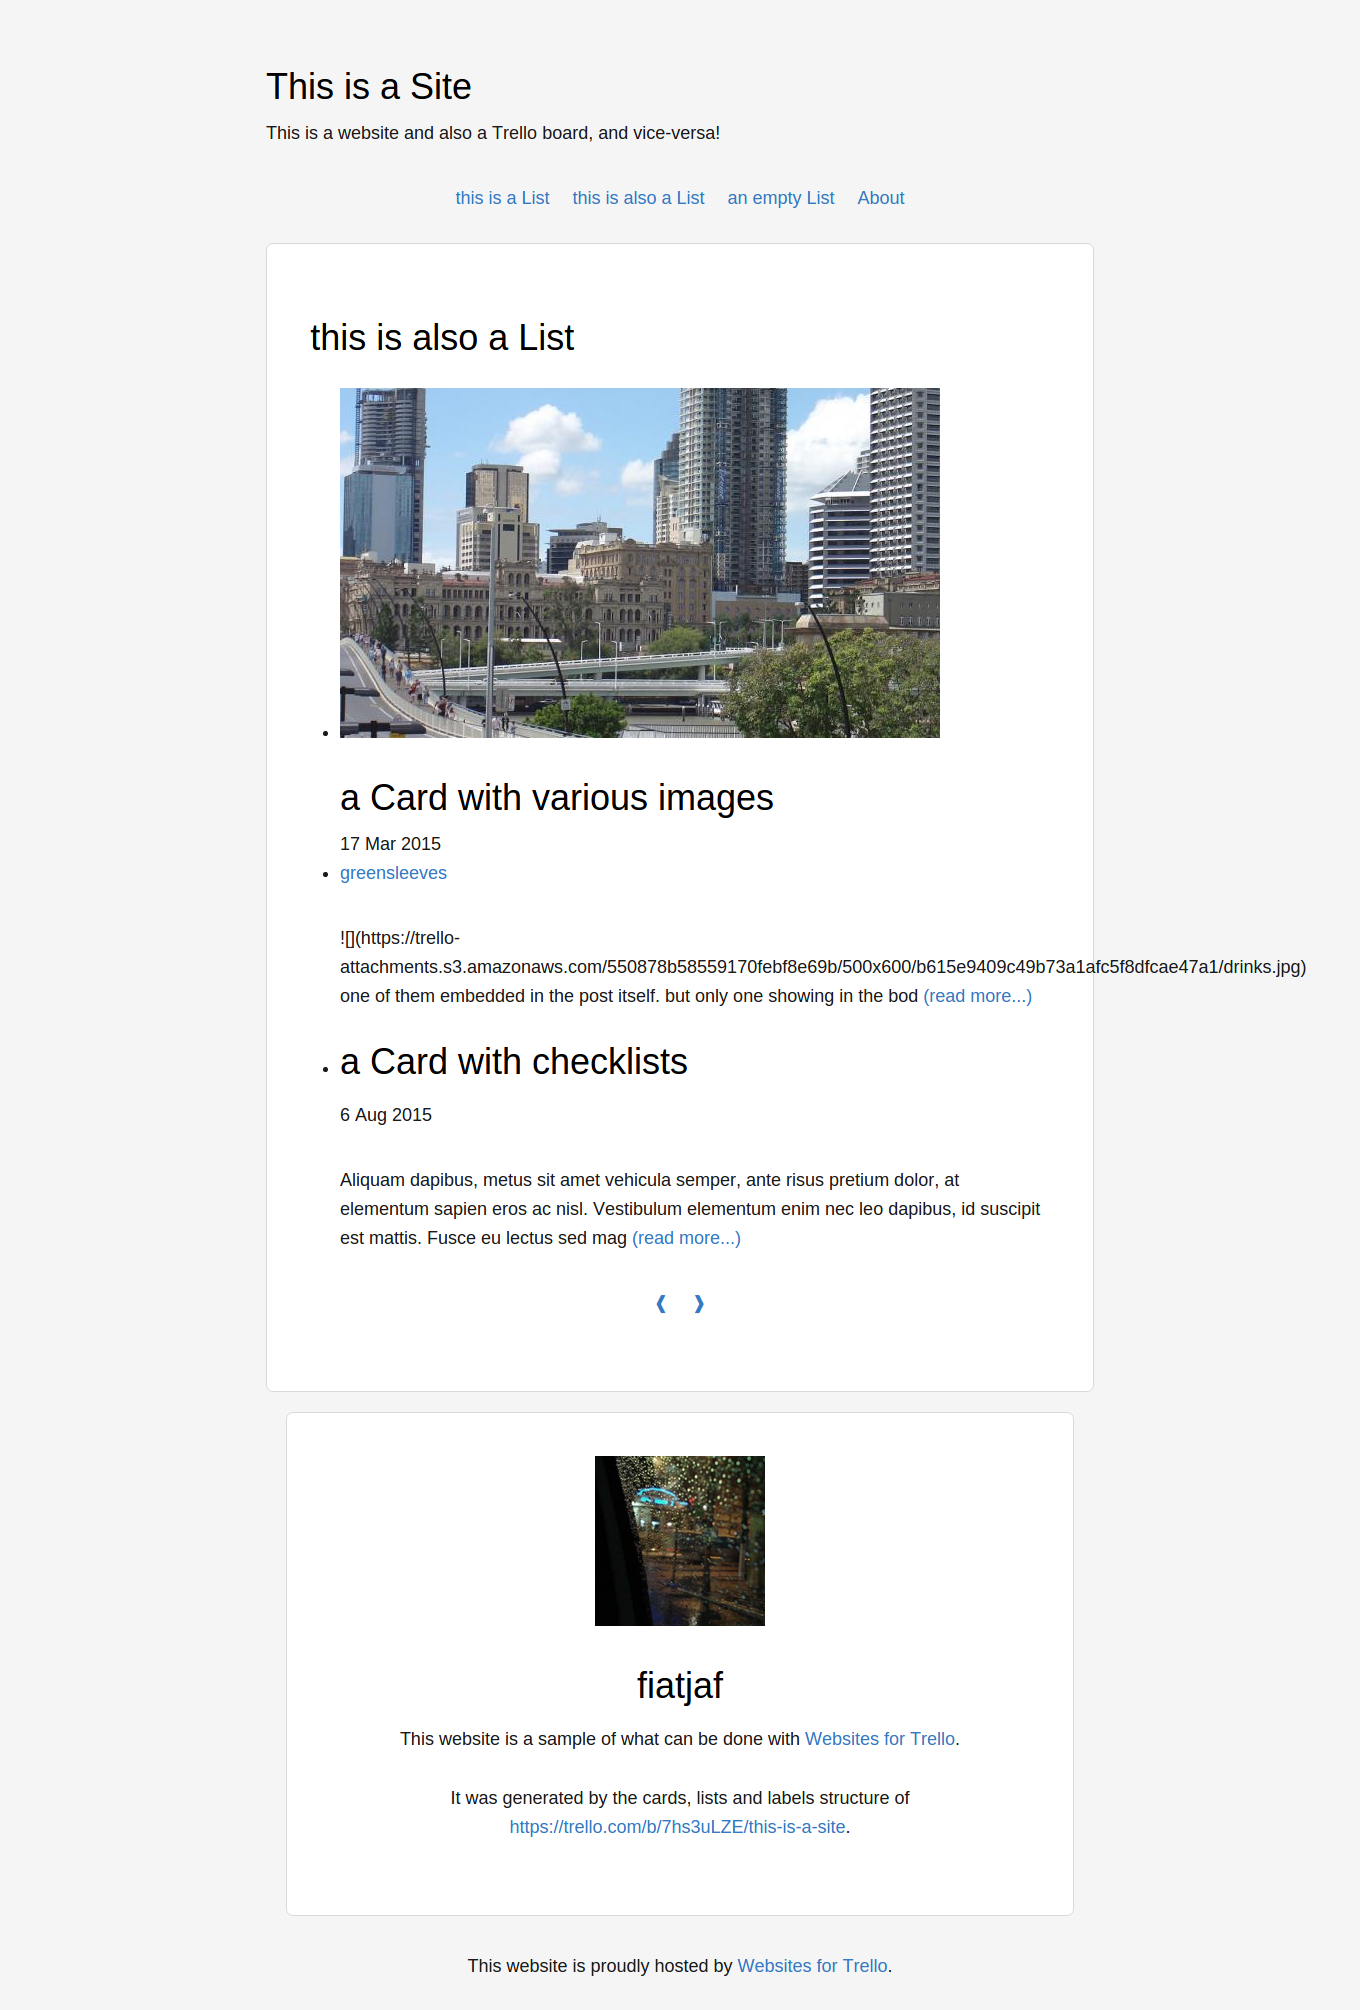 This is a Site
This is a website and also a Trello board, and vice-versa!
this is a List this is also a List an empty List About
this is also a List
a Card with various images
17 Mar 2015
greensleeves
![](https://trello-
attachments.s3.amazonaws.com/550878b58559170febf8e69b/500x600/b615e9409c49b73a1afc5f8dfcae47a1/drinks.jpg)
one of them embedded in the post itself. but only one showing in the bod (read more...)
a Card with checklists
6 Aug 2015
Aliquam dapibus, metus sit amet vehicula semper, ante risus pretium dolor, at
elementum sapien eros ac nisl. Vestibulum elementum enim nec leo dapibus, id suscipit
est mattis. Fusce eu lectus sed mag (read more...)
❰ ❱
fiatjaf
This website is a sample of what can be done with Websites for Trello.
It was generated by the cards, lists and labels structure of
https://trello.com/b/7hs3uLZE/this-is-a-site.
This website is proudly hosted by Websites for Trello.